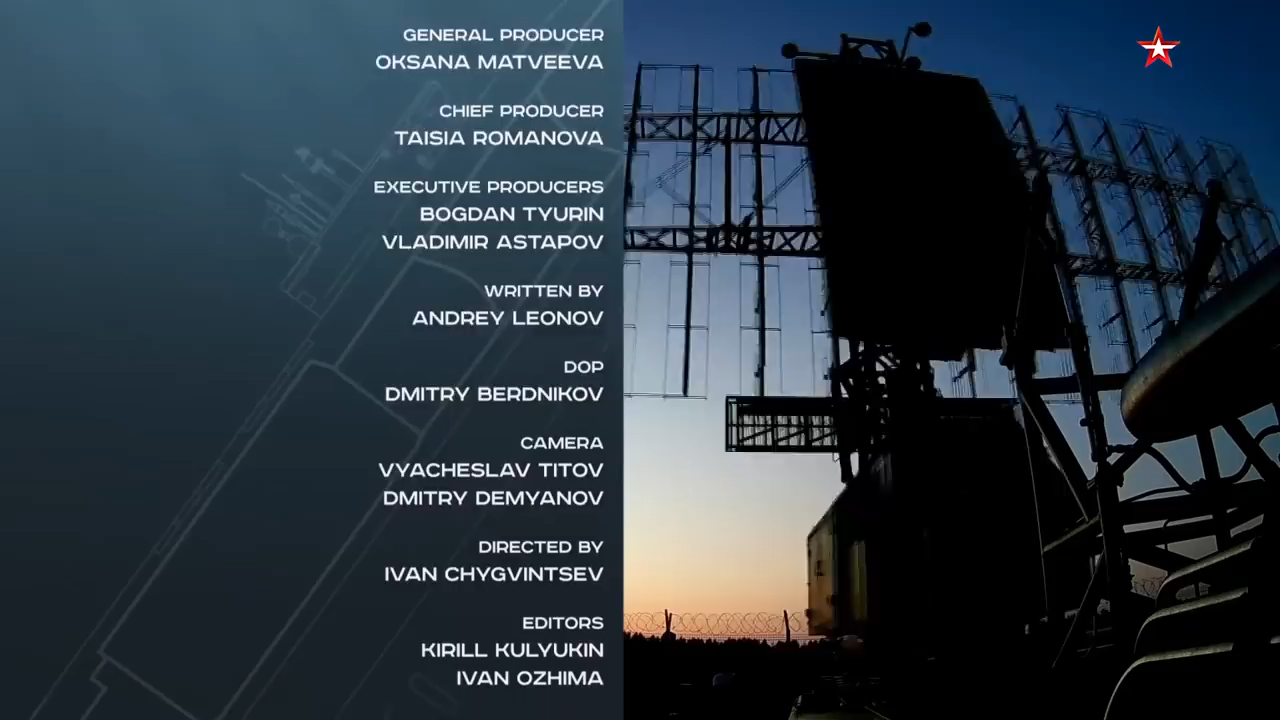 GENERAL PRODUCER
OKSANA MATVEEVA
CHIEF PRODUCER
TAISIA ROMANOVA
EXECUTIVE PRODUCERS
BOGDAN TYURIN
VLADIMIR ASTAPOV
WRITTEN BY
ANDREY LEONOV
DOP
DMITRY BERDNIKOV
CAMERA
VYACHESLAV TITOV
DMITRY DEMYANOV
DIRECTED BY
IVAN CHYGVINTSEV
EDITORS
KIRILL KULYUKIN
IVAN OZHIMA